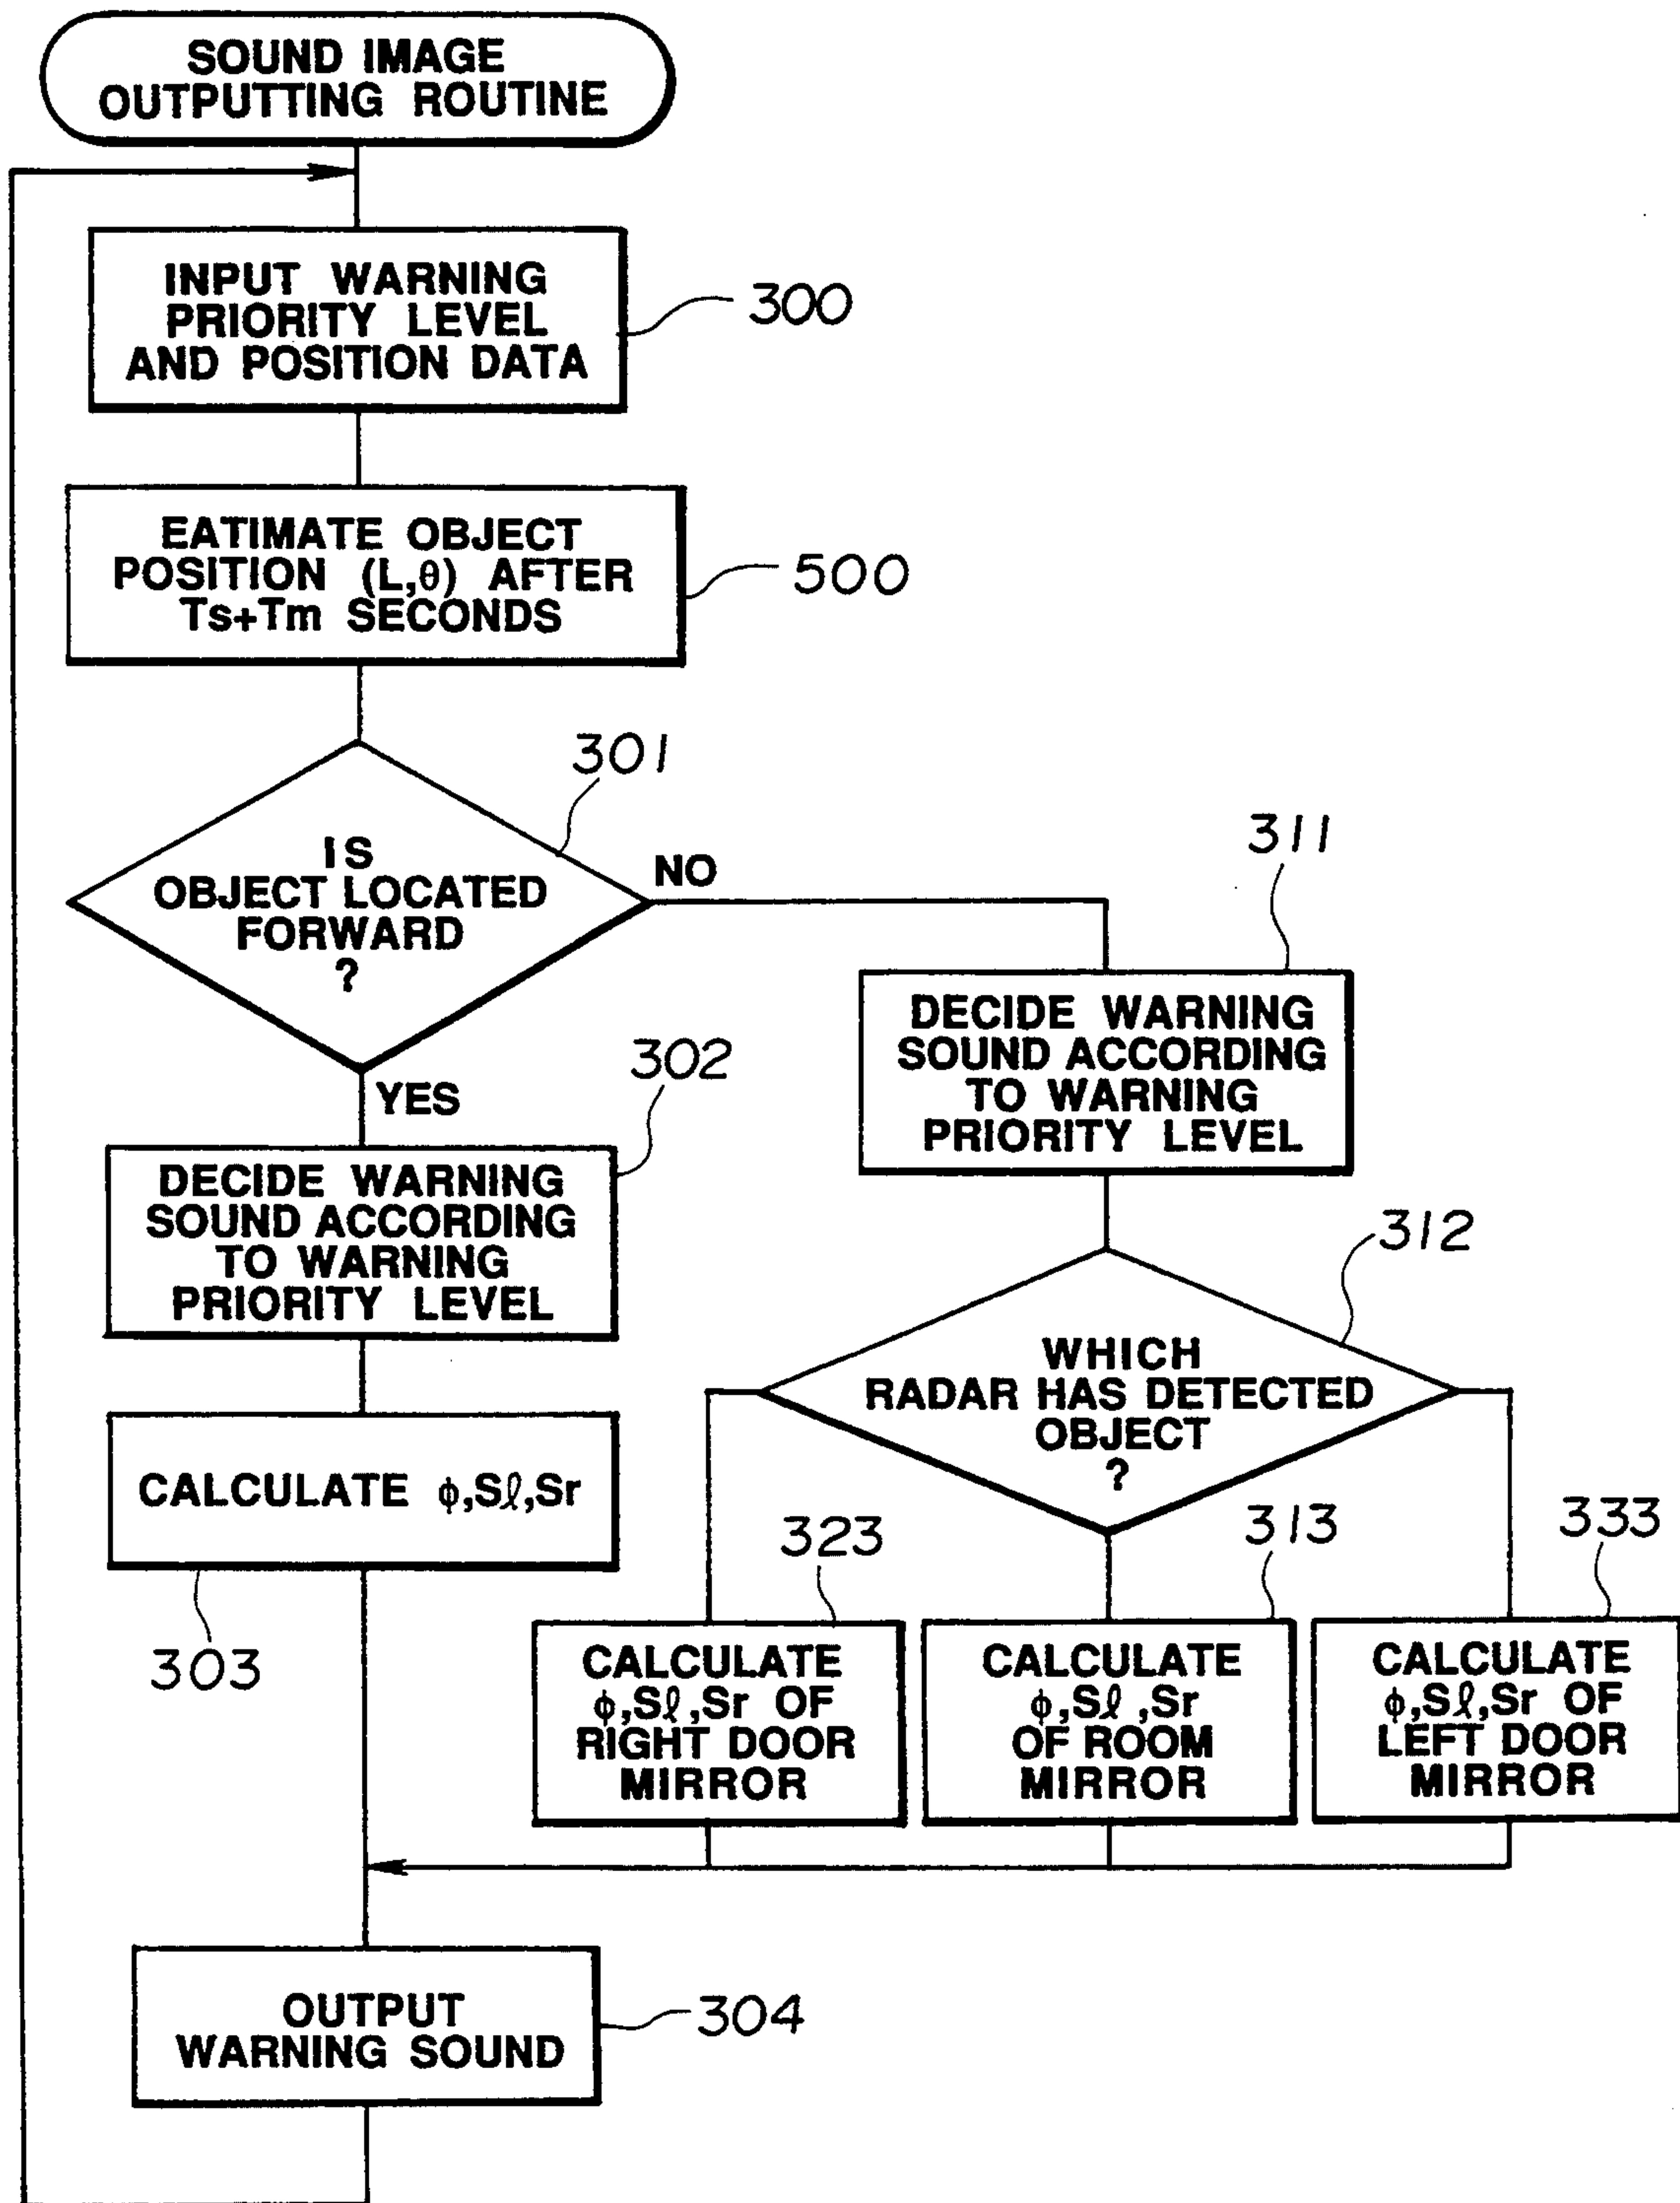 SOUND IMAGE
OUTPUTTING ROUTINE
INPUT WARNING
PRIORITY LEVEL
AND POSITION DATA
300
EATIMATE OBJECT
POSITION (L,θ) AFTER
Ts+Tm SECONDS
500
301
IS
OBJECT LOCATED
FORWARD
?
NO
YES
311
DECIDE WARNING
SOUND ACCORDING
TO WARNING
PRIORITY LEVEL
302
DECIDE WARNING
SOUND ACCORDING
TO WARNING
PRIORITY LEVEL
312
WHICH
RADAR HAS DETECTED
OBJECT
?
CALCULATE ϕ,Sℓ,Sr
303
323
CALCULATE
ϕ,Sℓ,Sr OF
RIGHT DOOR
MIRROR
313
CALCULATE
ϕ,Sℓ,Sr
OF ROOM
MIRROR
333
CALCULATE
ϕ,Sℓ,Sr OF
LEFT DOOR
MIRROR
OUTPUT
WARNING SOUND
304